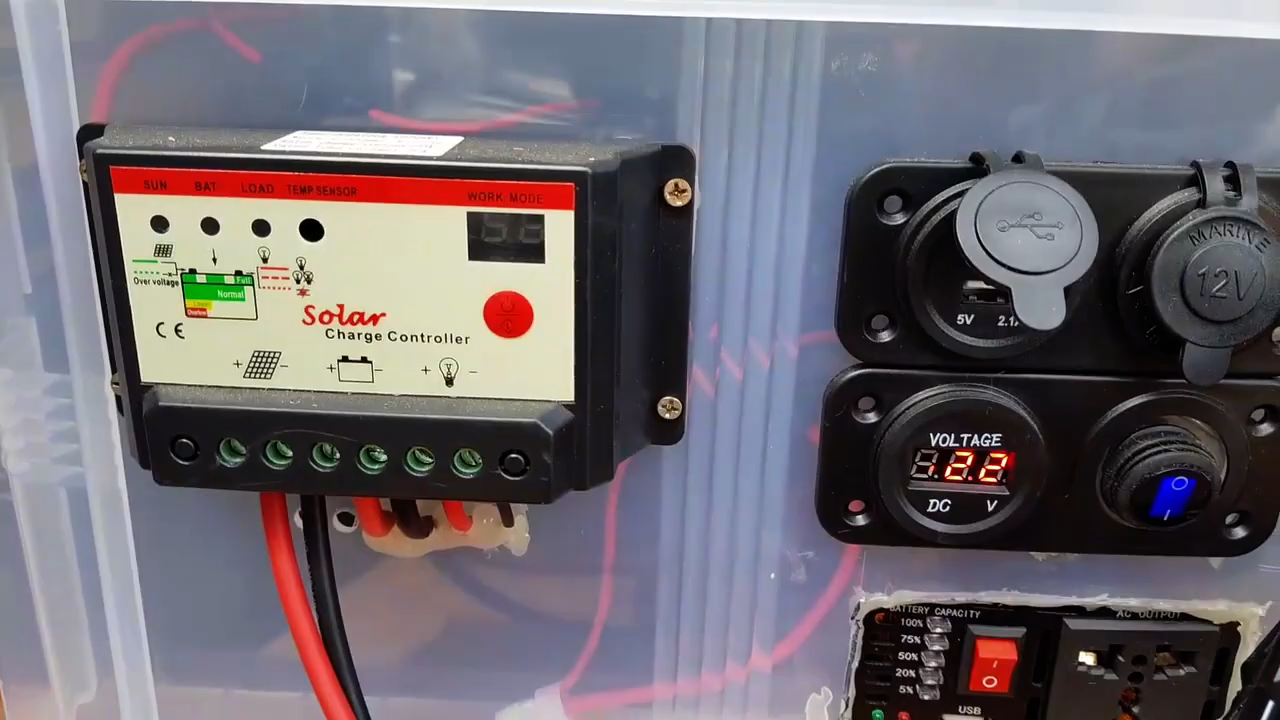 SUN BAT LOAD TEMP SENSOR WORK MODE
Over voltage
Full
Normal
CE
Solar
Charge Controller
+ - + - + -
5V 2.1A
MARINE
12V
VOLTAGE
DC V
BATTERY CAPACITY
100%
75%
50%
20%
5%
USB
AC OUTPUT